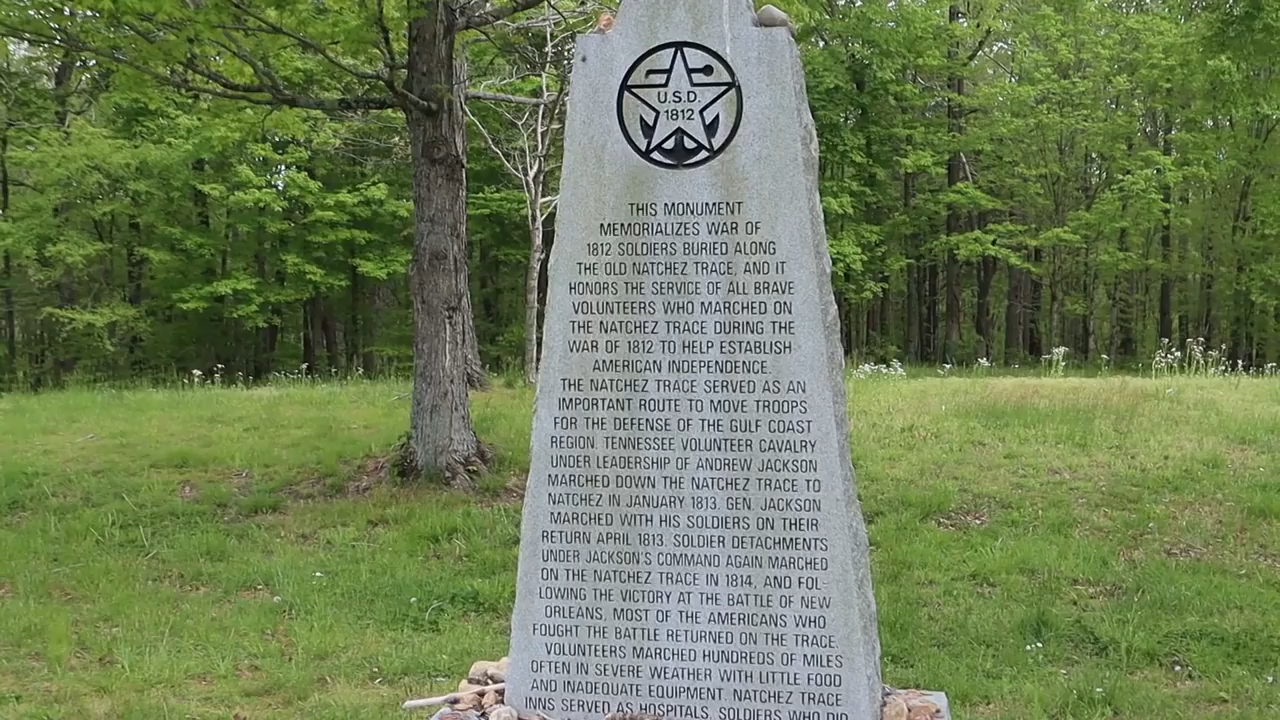 U.S.D.
1812
THIS MONUMENT
MEMORIALIZES WAR OF
1812 SOLDIERS BURIED ALONG
THE OLD NATCHEZ TRACE, AND IT
HONORS THE SERVICE OF ALL BRAVE
VOLUNTEERS WHO MARCHED ON
THE NATCHEZ TRACE DURING THE
WAR OF 1812 TO HELP ESTABLISH
AMERICAN INDEPENDENCE.
THE NATCHEZ TRACE SERVED AS AN
IMPORTANT ROUTE TO MOVE TROOPS
FOR THE DEFENSE OF THE GULF COAST
REGION. TENNESSEE VOLUNTEER CAVALRY
UNDER LEADERSHIP OF ANDREW JACKSON
MARCHED DOWN THE NATCHEZ TRACE TO
NATCHEZ IN JANUARY 1813. GEN. JACKSON
MARCHED WITH HIS SOLDIERS ON THEIR
RETURN APRIL 1813. SOLDIER DETACHMENTS
UNDER JACKSON'S COMMAND AGAIN MARCHED
ON THE NATCHEZ TRACE IN 1814, AND FOL-
LOWING THE VICTORY AT THE BATTLE OF NEW
ORLEANS, MOST OF THE AMERICANS WHO
FOUGHT THE BATTLE RETURNED ON THE TRACE.
VOLUNTEERS MARCHED HUNDREDS OF MILES
OFTEN IN SEVERE WEATHER WITH LITTLE FOOD
AND INADEQUATE EQUIPMENT. NATCHEZ TRACE
INNS SERVED AS HOSPITALS. SOLDIERS WHO DID